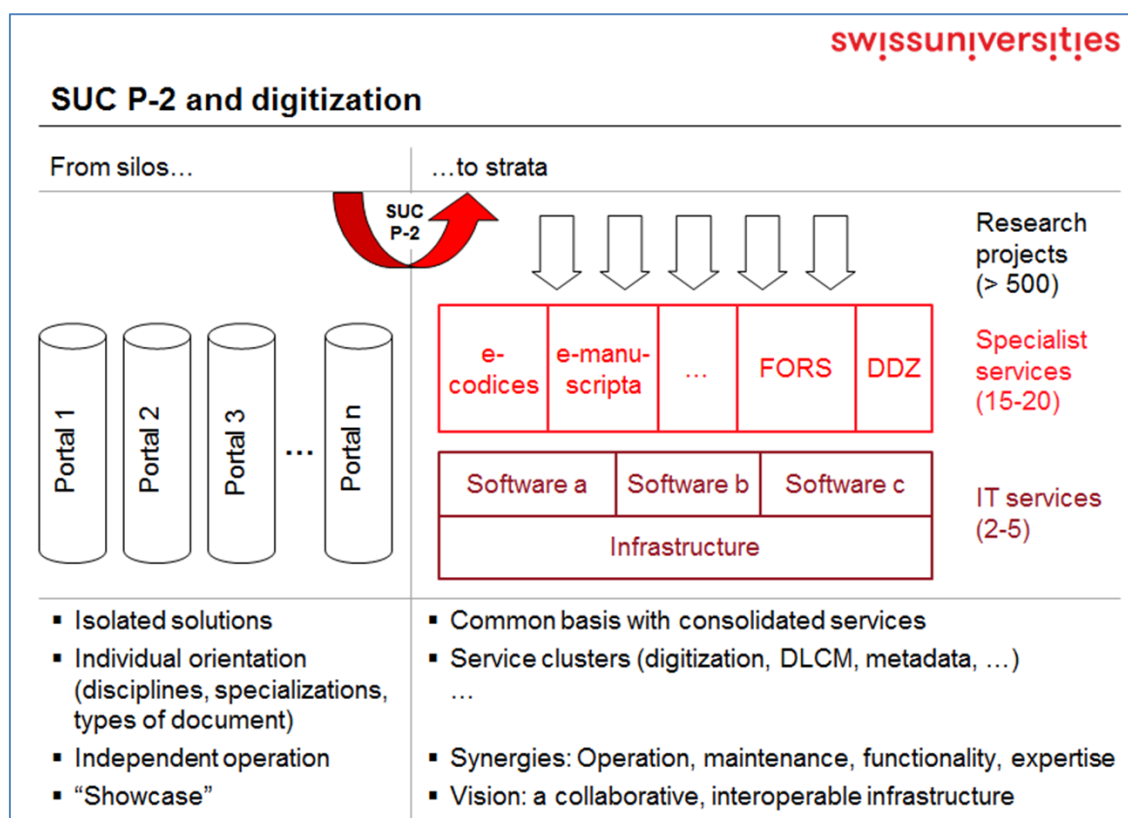 swissuniversities
SUC P-2 and digitization
From silos…
…to strata
SUC
P-2
Research
projects
(> 500)
Portal 1
Portal 2
Portal 3
...
Portal n
e-
codices
e-manu-
scripta
…
FORS
DDZ
Specialist
services
(15-20)
Software a
Software b
Software c
Infrastructure
IT services
(2-5)
▪ Isolated solutions
▪ Individual orientation
(disciplines, specializations,
types of document)
▪ Independent operation
▪ “Showcase”
▪ Common basis with consolidated services
▪ Service clusters (digitization, DLCM, metadata, …)
…
▪ Synergies: Operation, maintenance, functionality, expertise
▪ Vision: a collaborative, interoperable infrastructure